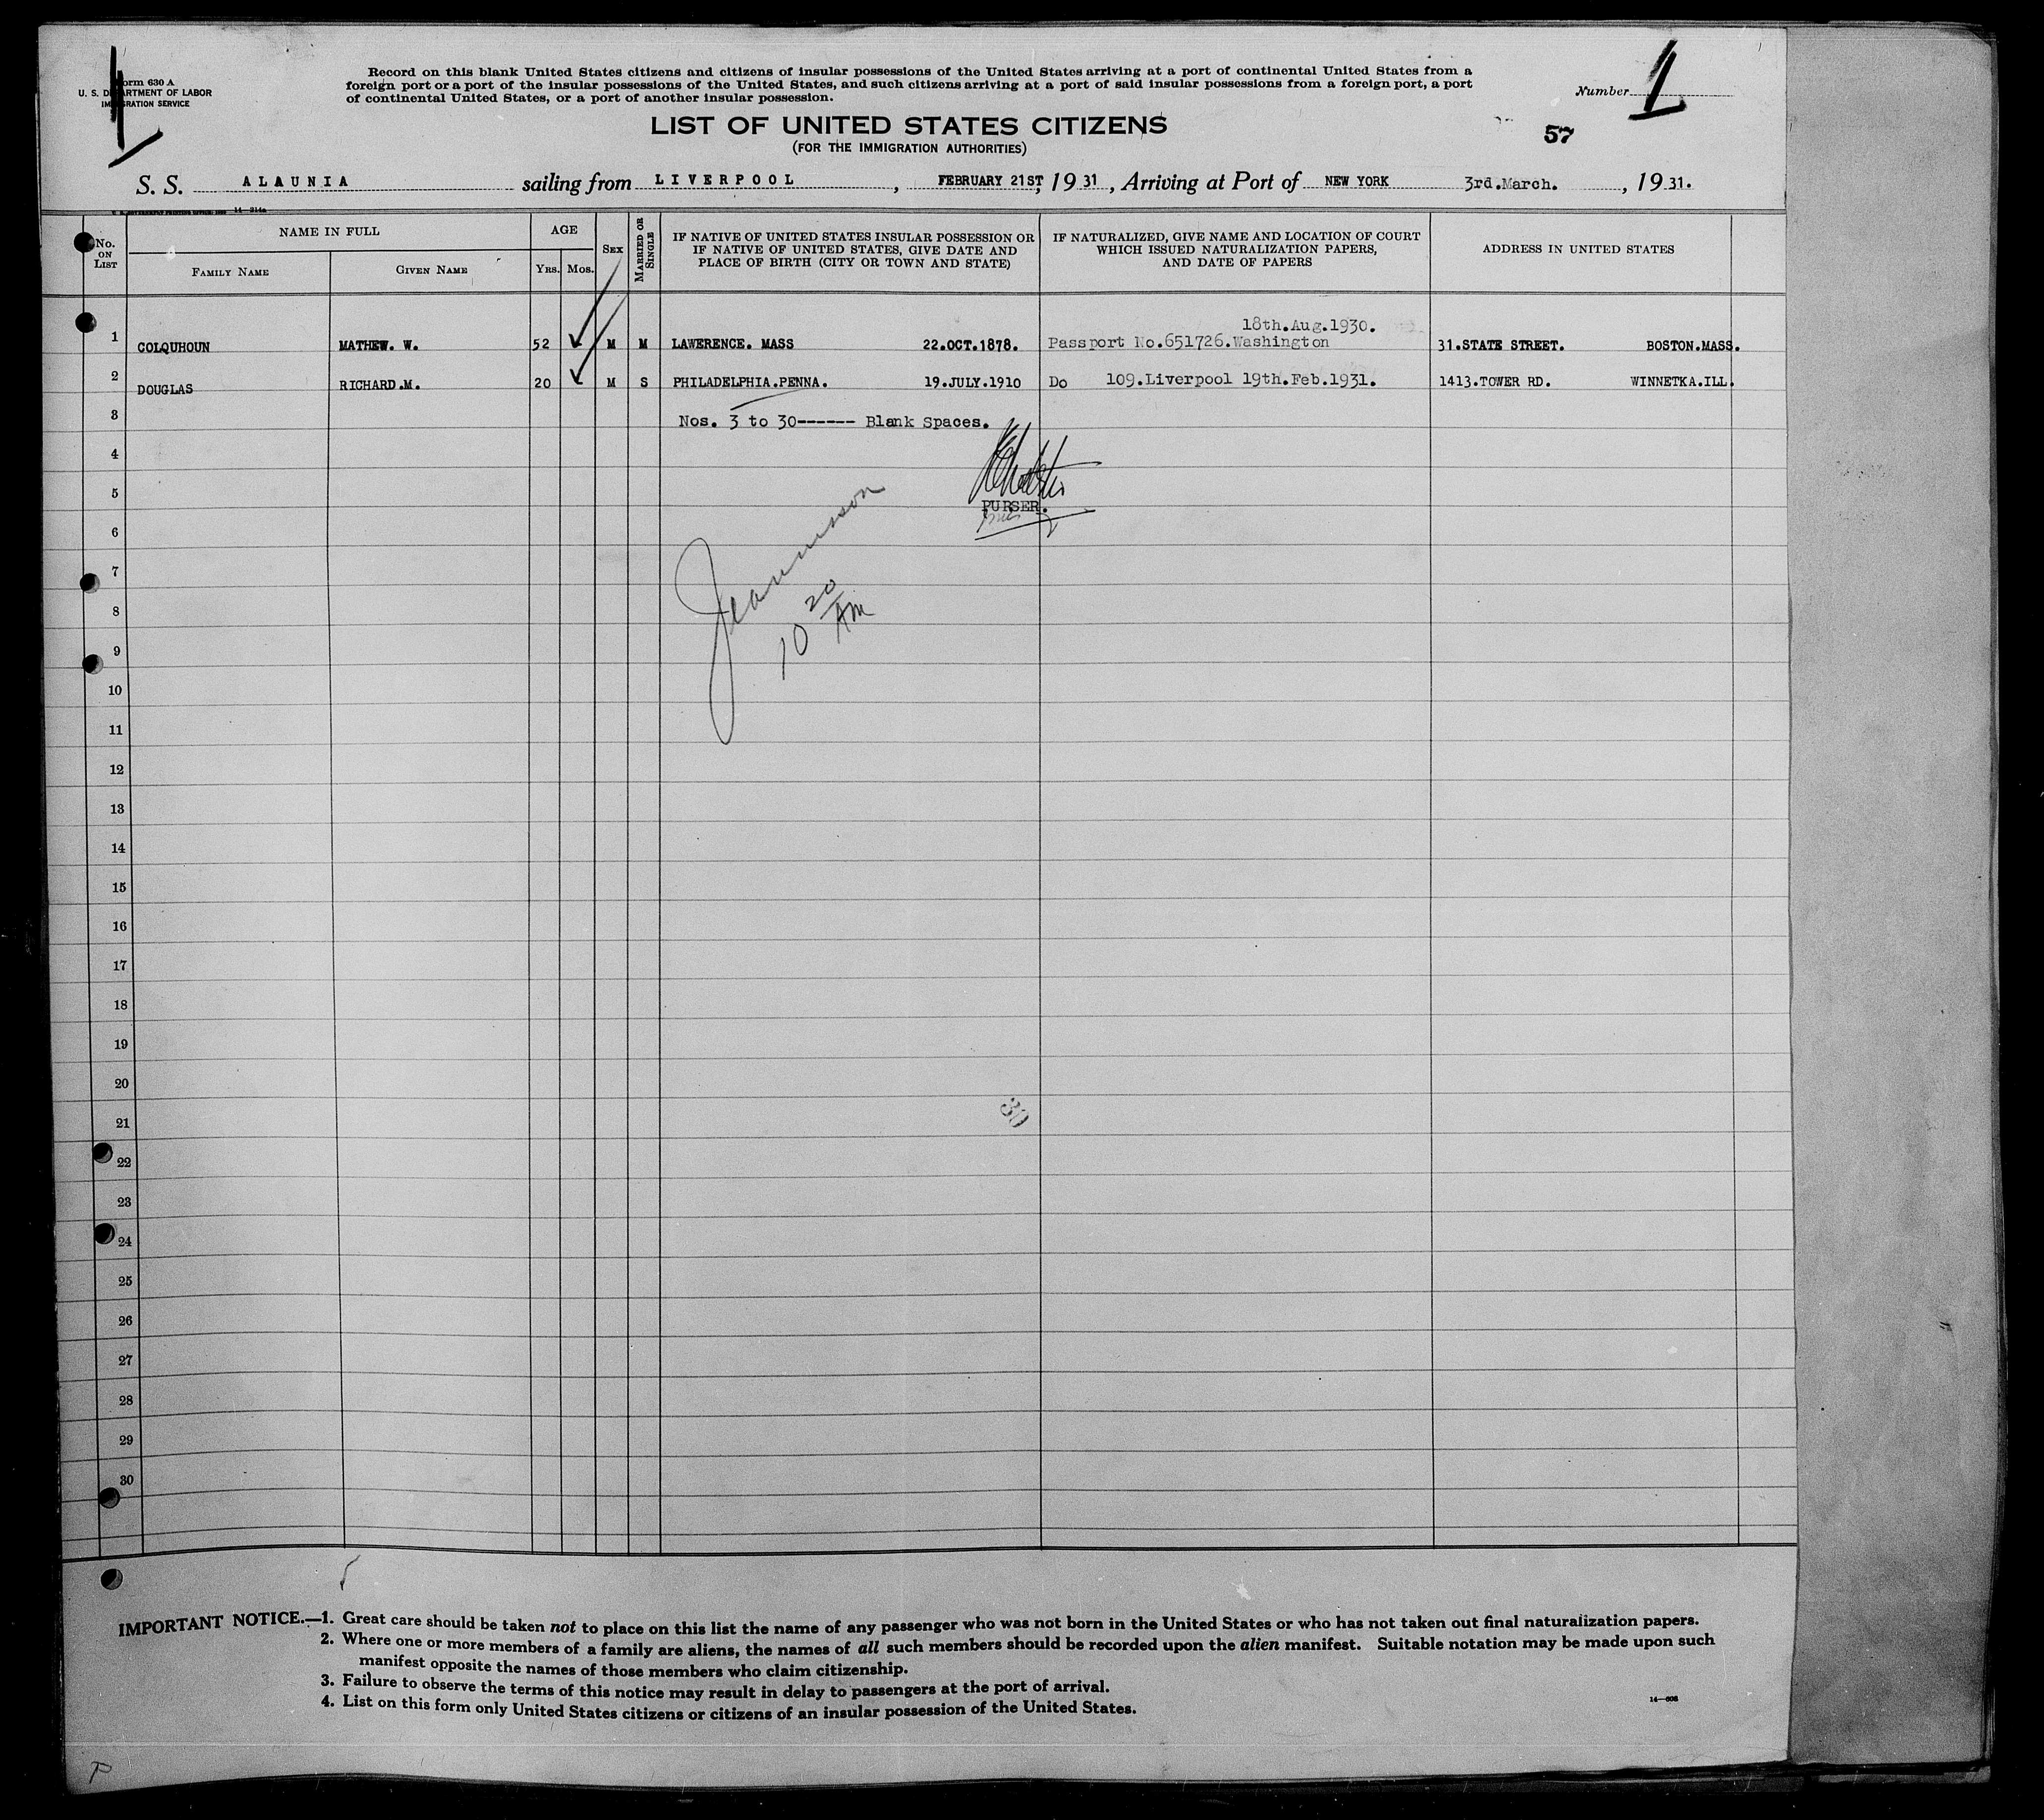 Form 630 A
U. S. DEPARTMENT OF LABOR
IMMIGRATION SERVICE
Record on this blank United States citizens and citizens of insular possessions of the United States arriving at a port of continental United States from a
foreign port or a port of the insular possessions of the United States, and such citizens arriving at a port of said insular possessions from a foreign port, a port
of continental United States, or a port of another insular possession.
Number 1
LIST OF UNITED STATES CITIZENS
(FOR THE IMMIGRATION AUTHORITIES)
57
S. S. ALAUNIA sailing from LIVERPOOL, FEBRUARY 21ST, 1931, Arriving at Port of NEW YORK 3rd.March., 1931.
No. on List
NAME IN FULL
Family Name
Given Name
AGE
Yrs. Mos.
Sex
Married or Single
IF NATIVE OF UNITED STATES INSULAR POSSESSION OR
IF NATIVE OF UNITED STATES, GIVE DATE AND
PLACE OF BIRTH (CITY OR TOWN AND STATE)
IF NATURALIZED, GIVE NAME AND LOCATION OF COURT
WHICH ISSUED NATURALIZATION PAPERS,
AND DATE OF PAPERS
ADDRESS IN UNITED STATES
18th.Aug.1930.
1 COLQUHOUN MATHEW. W. 52 M M LAWERENCE. MASS 22.OCT.1878. Passport No.651726.Washington 31.STATE STREET. BOSTON.MASS.
2 DOUGLAS RICHARD.M. 20 M S PHILADELPHIA.PENNA. 19.JULY.1910 Do 109.Liverpool 19th.Feb.1931. 1413.TOWER RD. WINNETKA.ILL.
3 Nos. 3 to 30------ Blank Spaces.
4
5 PURSER.
6
7
8
10 20 AM
9
10
11
12
13
14
15
16
17
18
19
20
30
21
22
23
24
25
26
27
28
29
30
IMPORTANT NOTICE.—1. Great care should be taken not to place on this list the name of any passenger who was not born in the United States or who has not taken out final naturalization papers.
2. Where one or more members of a family are aliens, the names of all such members should be recorded upon the alien manifest. Suitable notation may be made upon such
manifest opposite the names of those members who claim citizenship.
3. Failure to observe the terms of this notice may result in delay to passengers at the port of arrival.
4. List on this form only United States citizens or citizens of an insular possession of the United States.
P